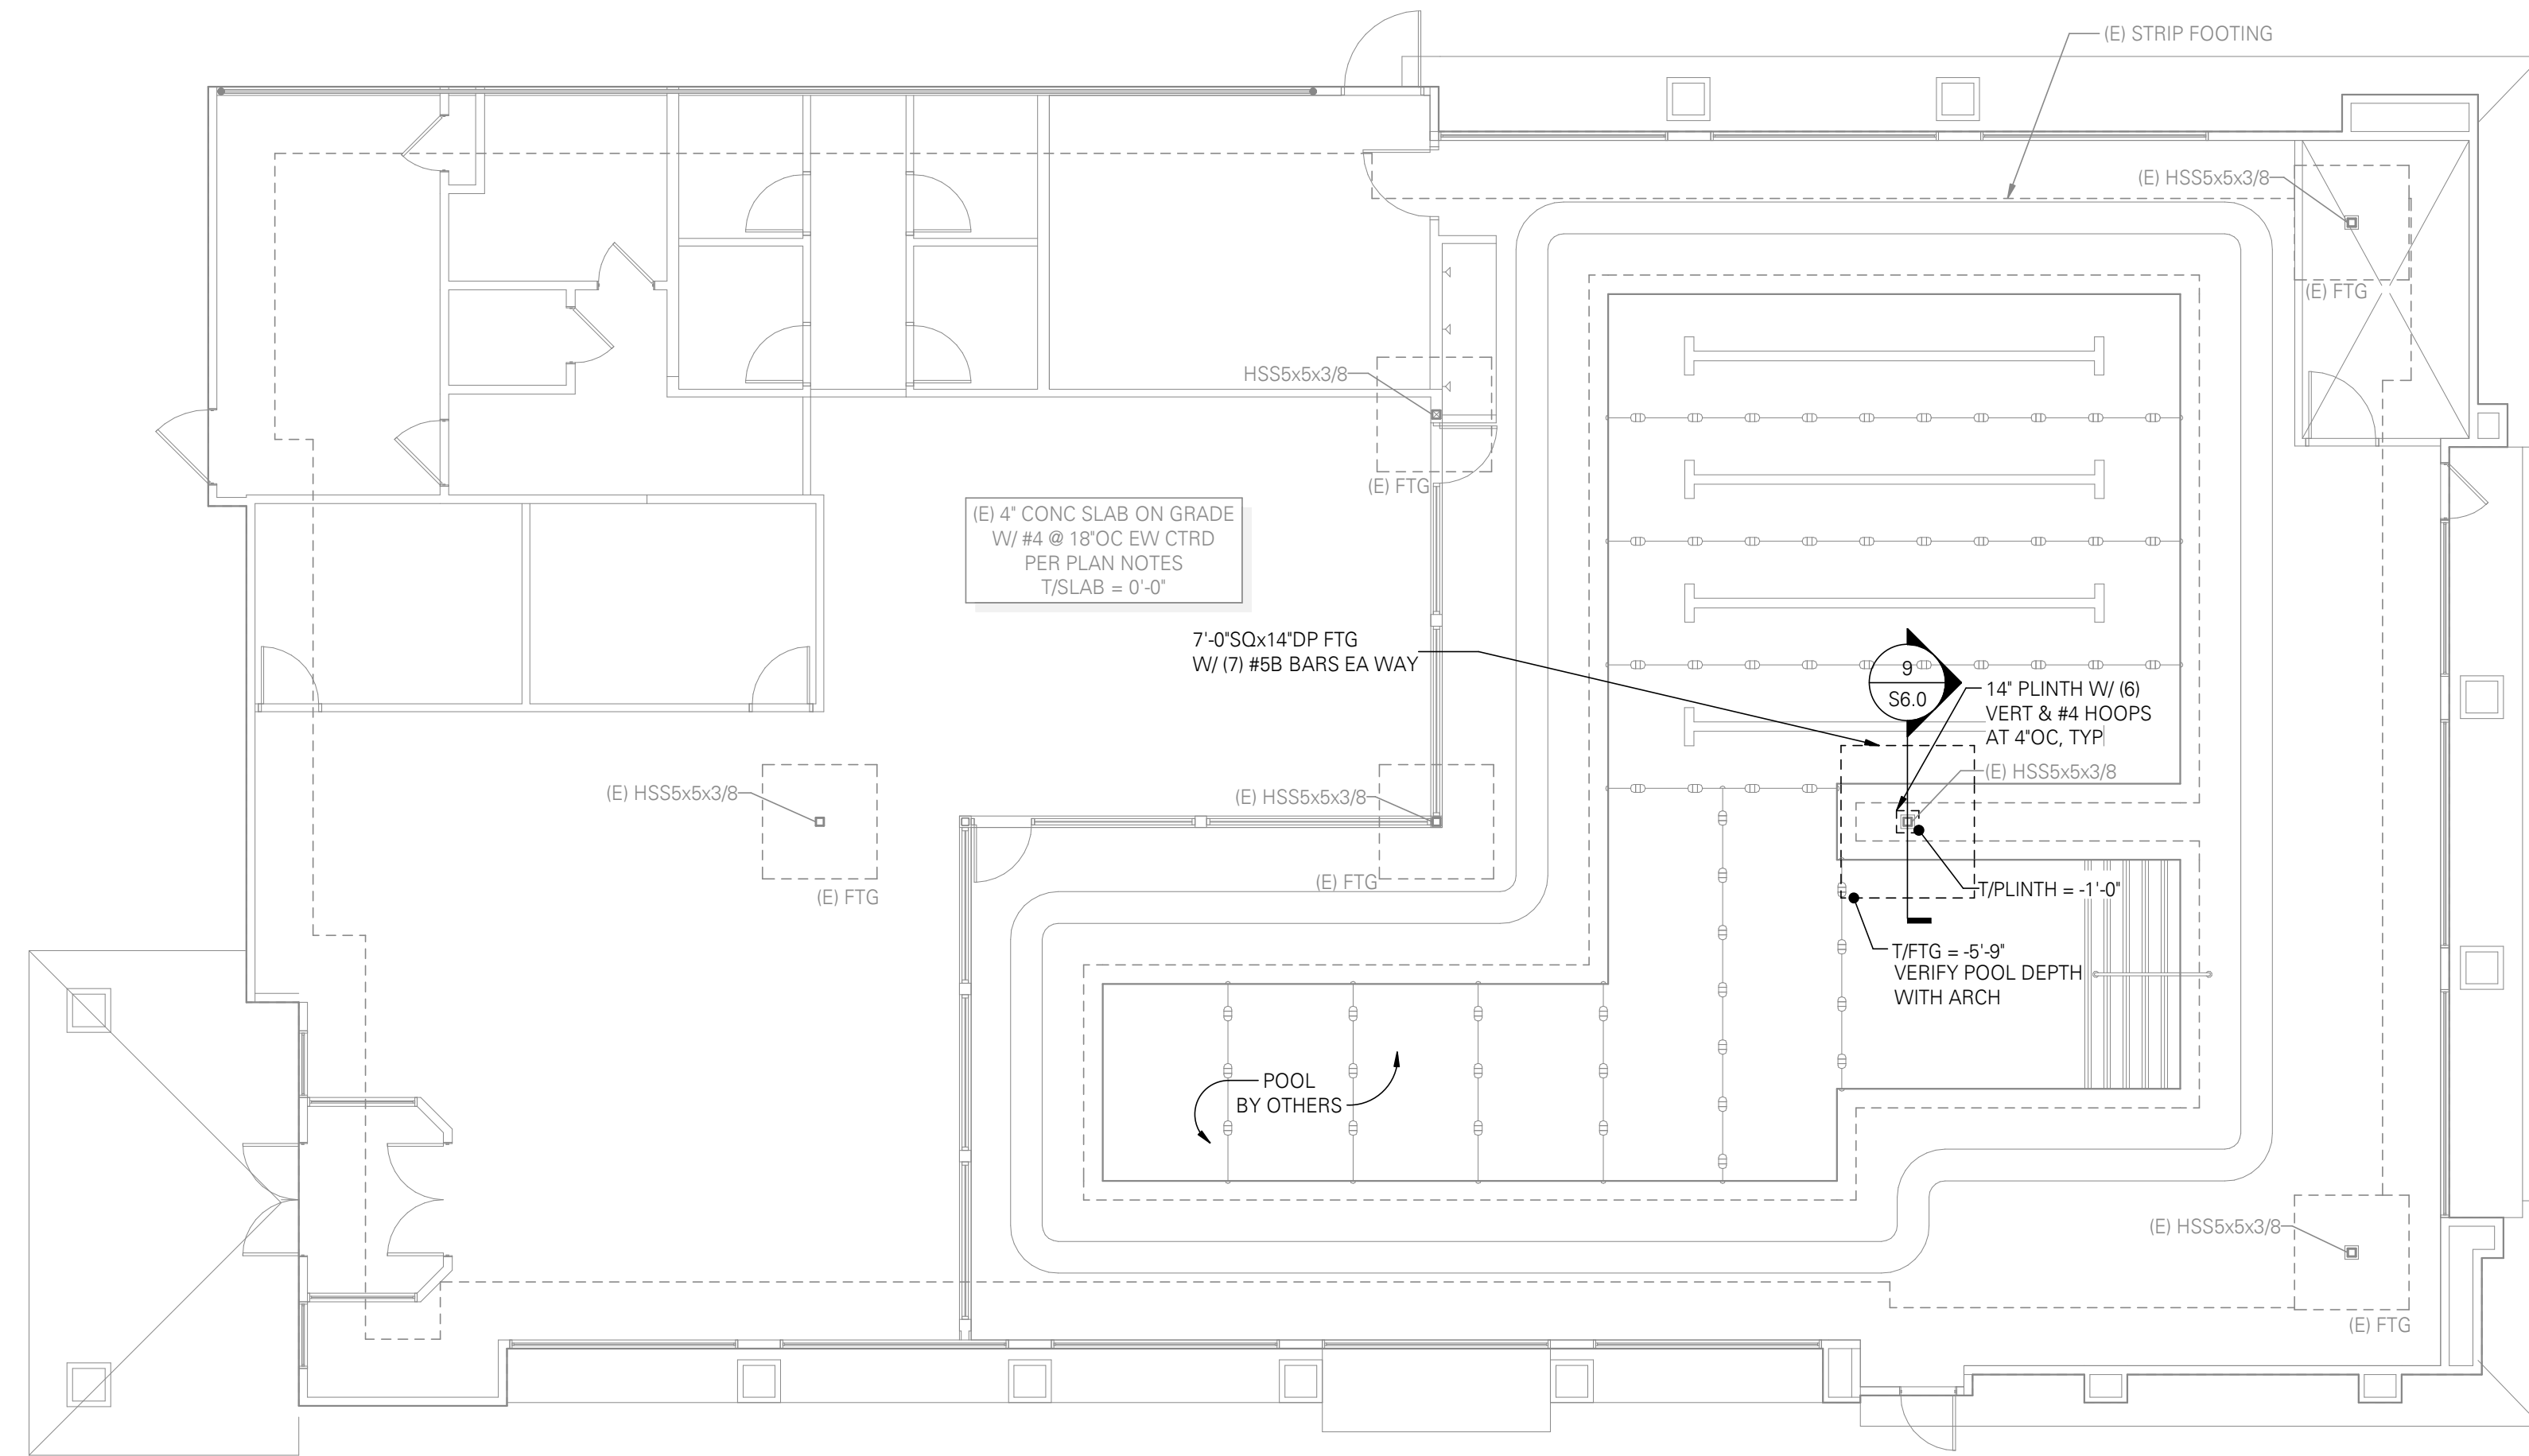 (E) STRIP FOOTING
(E) HSS5x5x3/8
(E) FTG
HSS5x5x3/8
(E) FTG
(E) 4" CONC SLAB ON GRADE
W/ #4 @ 18"OC EW CTRD
PER PLAN NOTES
T/SLAB = 0'-0"
7'-0"SQx14"DP FTG
W/ (7) #5B BARS EA WAY
9
S6.0
14" PLINTH W/ (6)
VERT & #4 HOOPS
AT 4"OC, TYP
(E) HSS5x5x3/8
(E) HSS5x5x3/8
(E) FTG
(E) HSS5x5x3/8
(E) FTG
T/PLINTH = -1'-0"
T/FTG = -5'-9"
VERIFY POOL DEPTH
WITH ARCH
POOL
BY OTHERS
(E) HSS5x5x3/8
(E) FTG